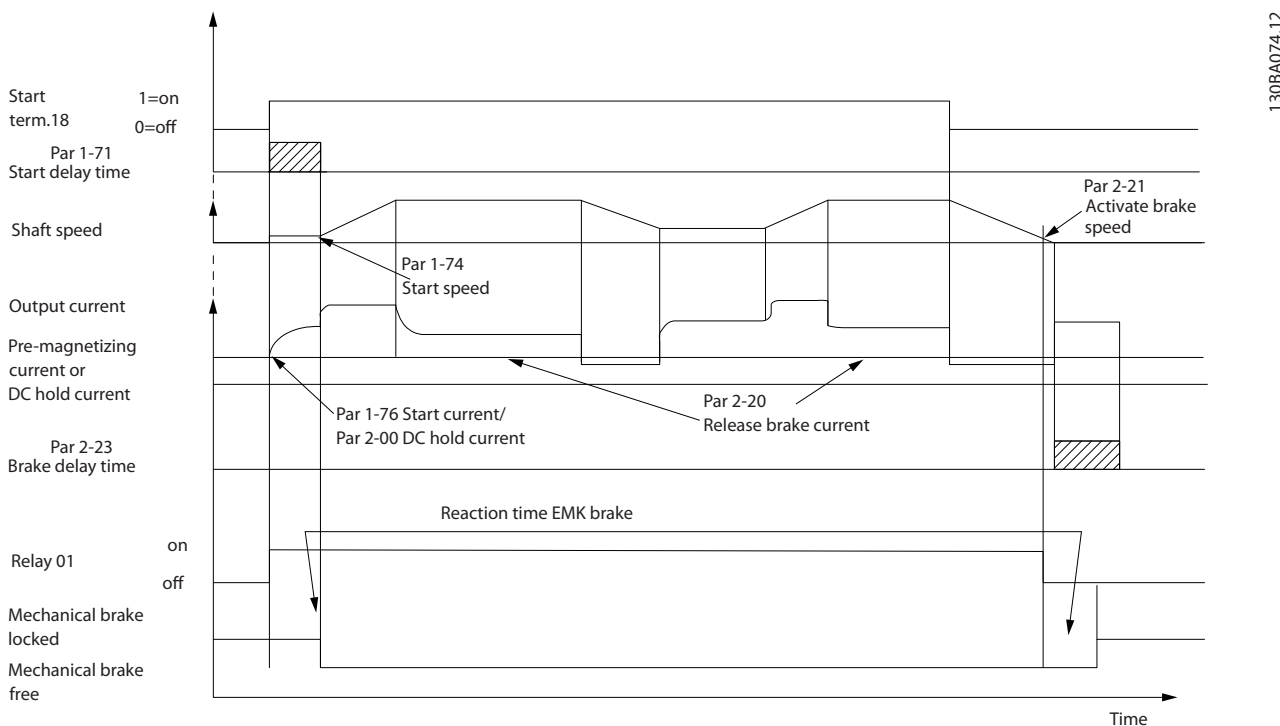 130BA074.12
Start 1=on
term.18 0=off
Par 1-71
Start delay time
Par 2-21
Activate brake
speed
Shaft speed
Par 1-74
Start speed
Output current
Pre-magnetizing
current or
DC hold current
Par 1-76 Start current/
Par 2-00 DC hold current
Par 2-20
Release brake current
Par 2-23
Brake delay time
Reaction time EMK brake
on
Relay 01
off
Mechanical brake
locked
Mechanical brake
free
Time